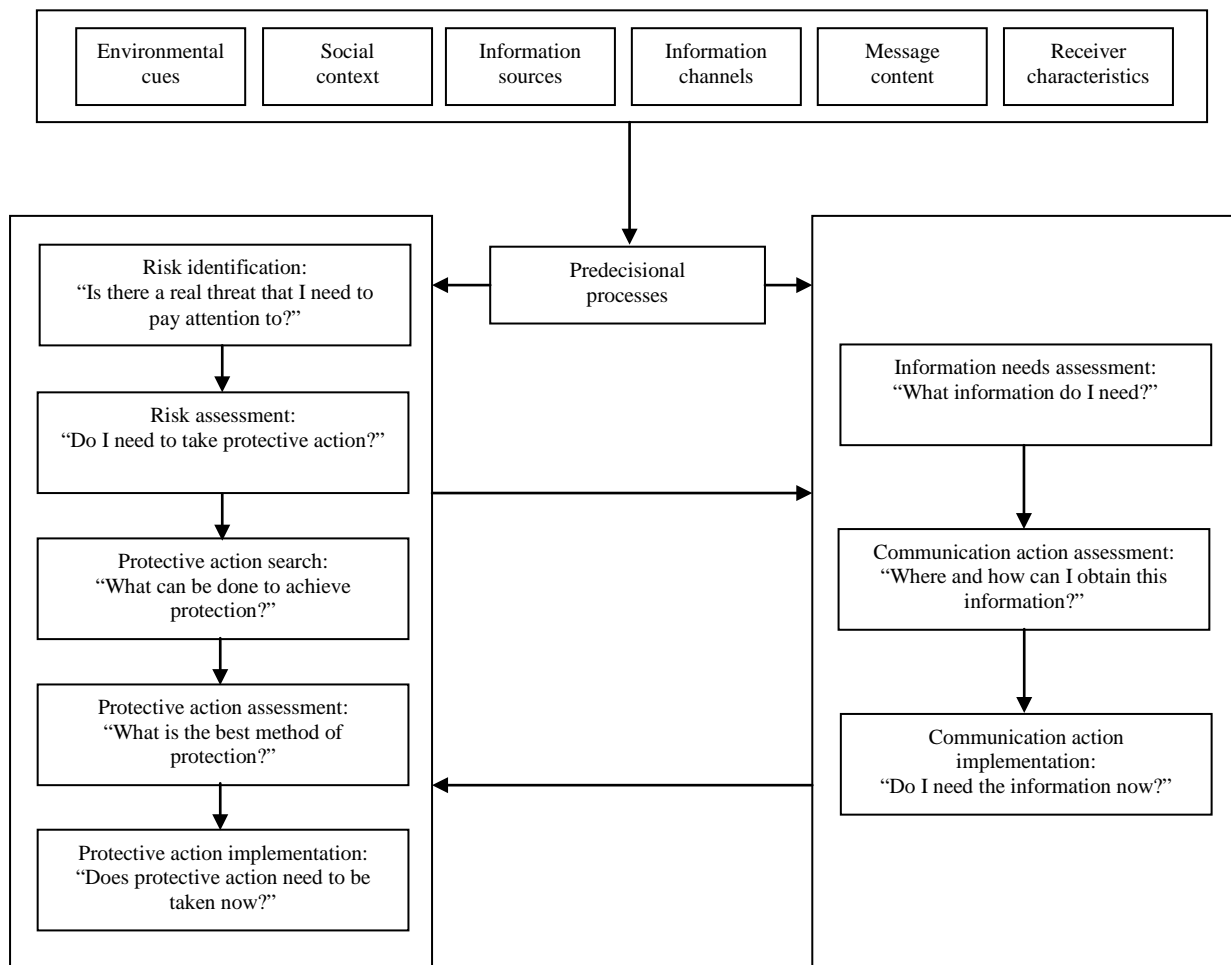 Environmental
cues
Social
context
Information
sources
Information
channels
Message
content
Receiver
characteristics
Predecisional
processes
Risk identification:
“Is there a real threat that I need to
pay attention to?”
Risk assessment:
“Do I need to take protective action?”
Protective action search:
“What can be done to achieve
protection?”
Protective action assessment:
“What is the best method of
protection?”
Protective action implementation:
“Does protective action need to be
taken now?”
Information needs assessment:
“What information do I need?”
Communication action assessment:
“Where and how can I obtain this
information?”
Communication action
implementation:
“Do I need the information now?”